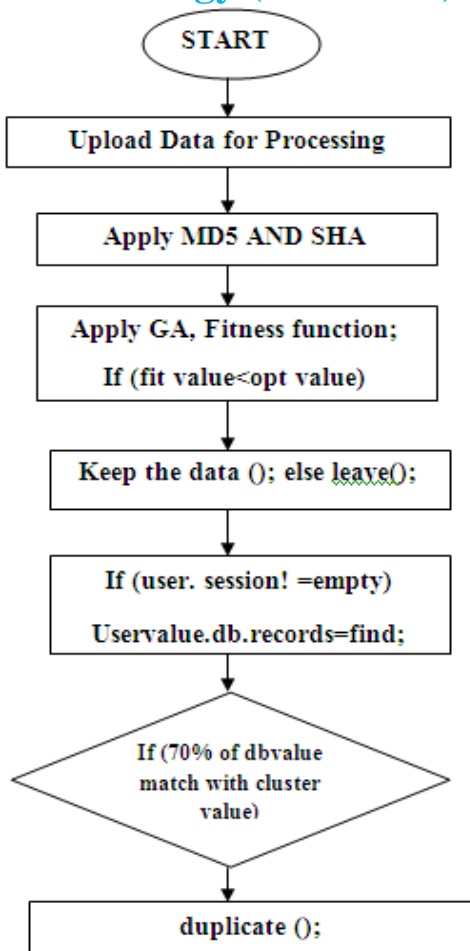 START
Upload Data for Processing
Apply MD5 AND SHA
Apply GA, Fitness function;
If (fit value<opt value)
Keep the data (); else leave();
If (user. session! =empty)
Uservalue.db.records=find;
If (70% of dbvalue
match with cluster
value)
duplicate ();